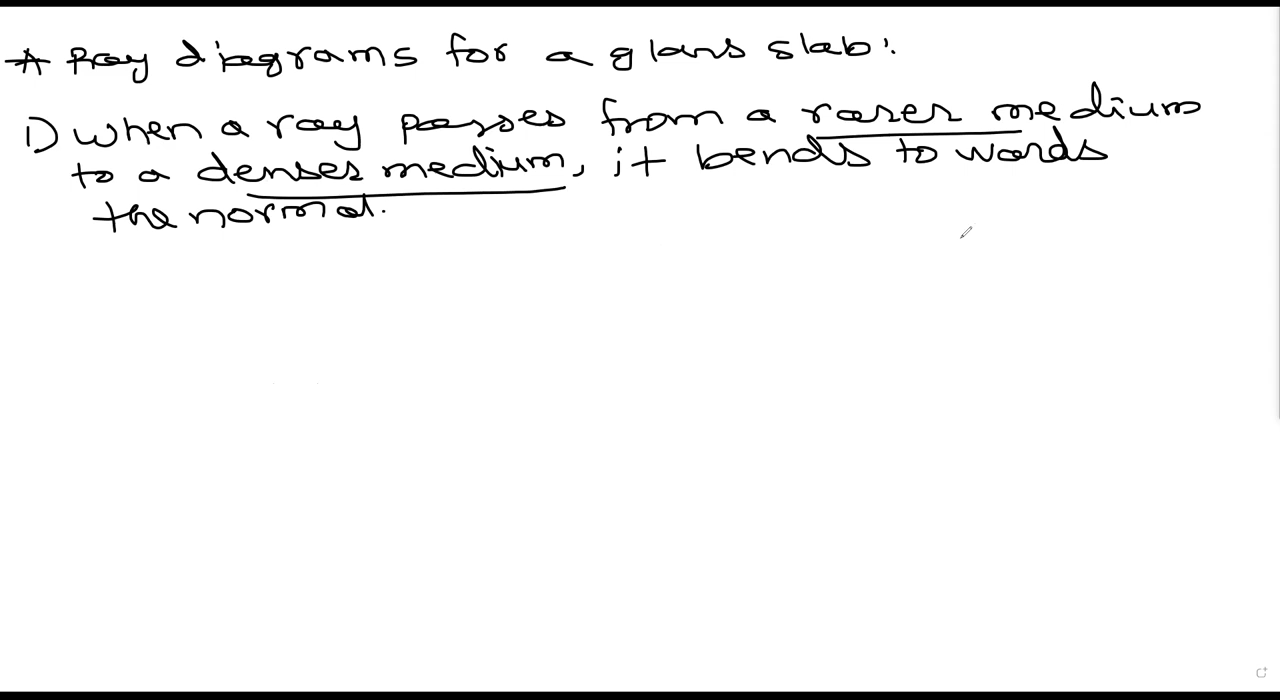 * Ray diagrams for a glass slab:
1) When a ray passes from a rarer medium
to a denser medium, it bends towards
the normal.